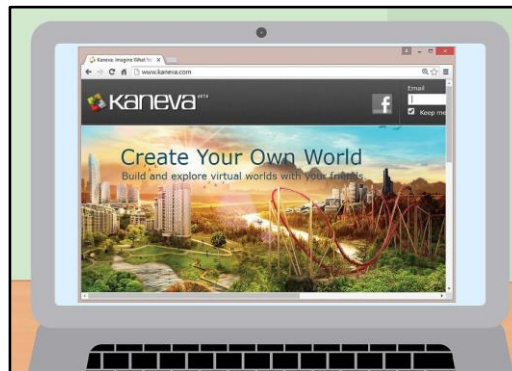 Kaneva: Imagine What Yo
www.kaneva.com
kaneva
f
Email
Keep me
Create Your Own World
Build and explore virtual worlds with your friends